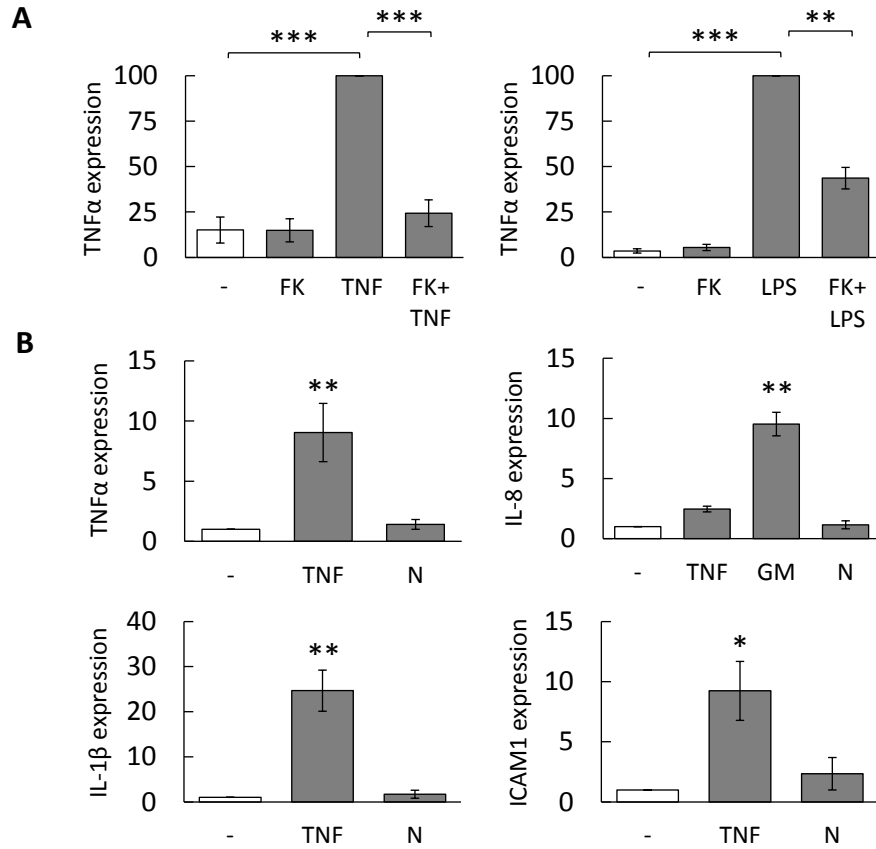 A
*** ***
TNFα expression
100
75
50
25
0
- FK TNF FK+
TNF
*** **
TNFα expression
100
75
50
25
0
- FK LPS FK+
LPS
B
TNFα expression
15
10
5
0
**
- TNF N
IL-8 expression
15
10
5
0
**
- TNF GM N
IL-1β expression
40
30
20
10
0
**
- TNF N
ICAM1 expression
15
10
5
0
*
- TNF N